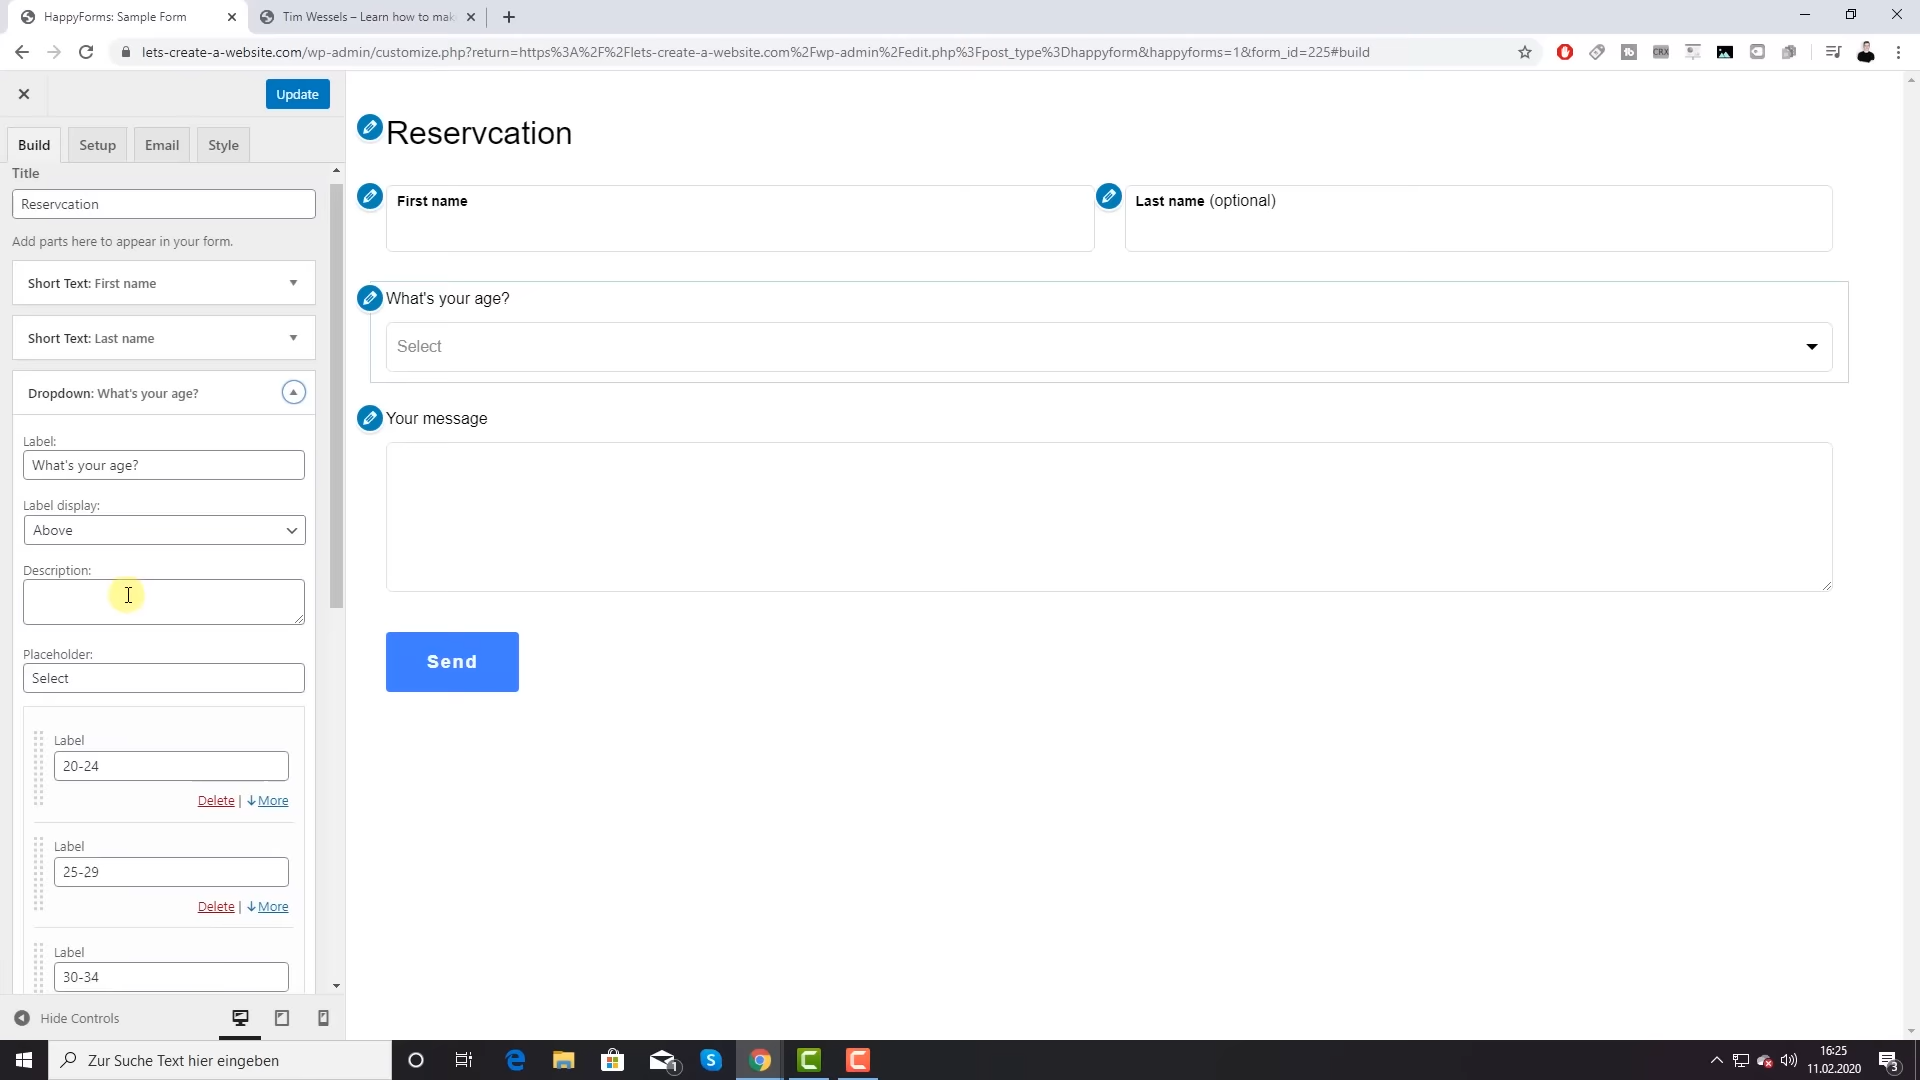 HappyForms: Sample Form
Tim Wessels – Learn how to mak
lets-create-a-website.com/wp-admin/customize.php?return=https%3A%2F%2Flets-create-a-website.com%2Fwp-admin%2Fedit.php%3Fpost_type%3Dhappyform&happyforms=1&form_id=225#build
Update
Build
Setup
Email
Style
Title
Reservcation
Add parts here to appear in your form.
Short Text: First name
Short Text: Last name
Dropdown: What's your age?
Label:
What's your age?
Label display:
Above
Description:
Placeholder:
Select
Label
20-24
Delete | ↓More
Label
25-29
Delete | ↓More
Label
30-34
Hide Controls
Reservcation
First name
Last name (optional)
What's your age?
Select
Your message
Send
Zur Suche Text hier eingeben
1
16:25
11.02.2020
3